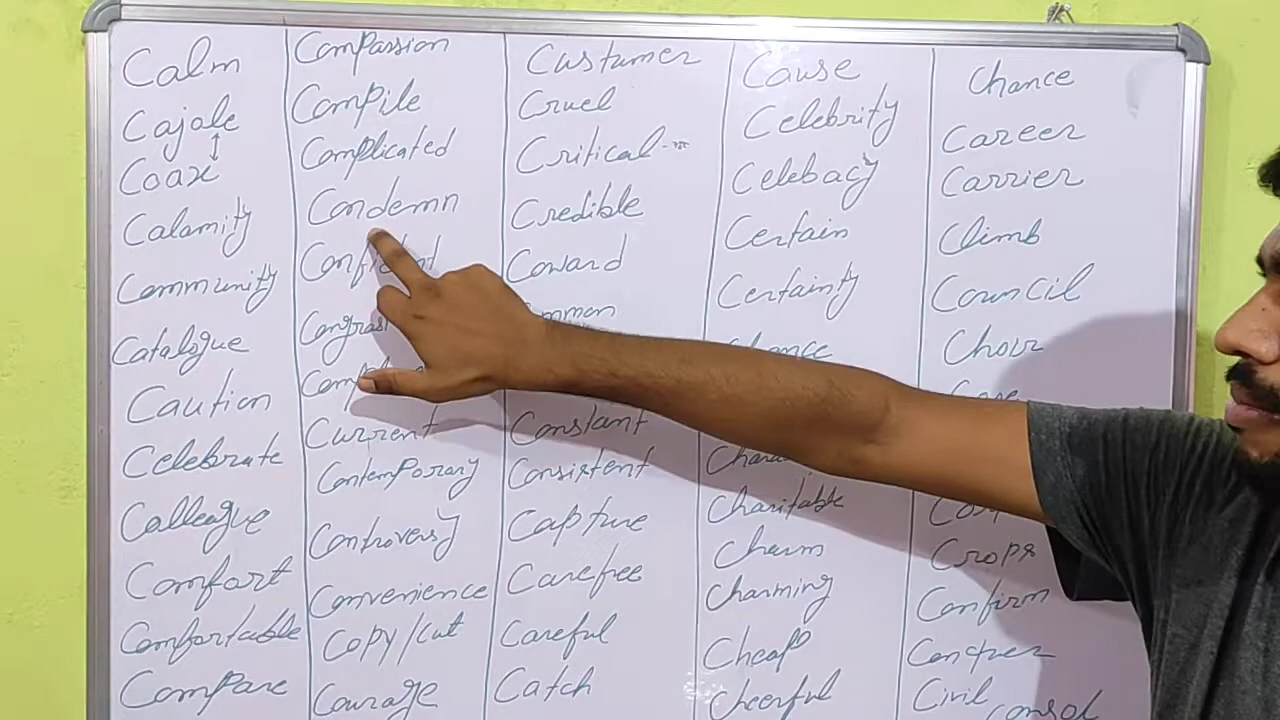 Calm
Cajole
Coax
Calamity
Community
Catalogue
Caution
Celebrate
Calleague
Comfort
Comfortable
Compare
Compassion
Compile
Complicated
Condemn
Current
Contemporary
Controversy
Convenience
Copy/cut
Courage
Custumer
Cruel
Critical
Credible
Coward
Constant
Consistent
Capture
Carefree
Careful
Catch
Cause
Celebrity
Celebacy
Certain
Certainty
Charitable
Charm
Charming
Cheap
Cheerful
Chance
Career
Carrier
Climb
Council
Choir
Crops
Confirm
Conquer
Civil